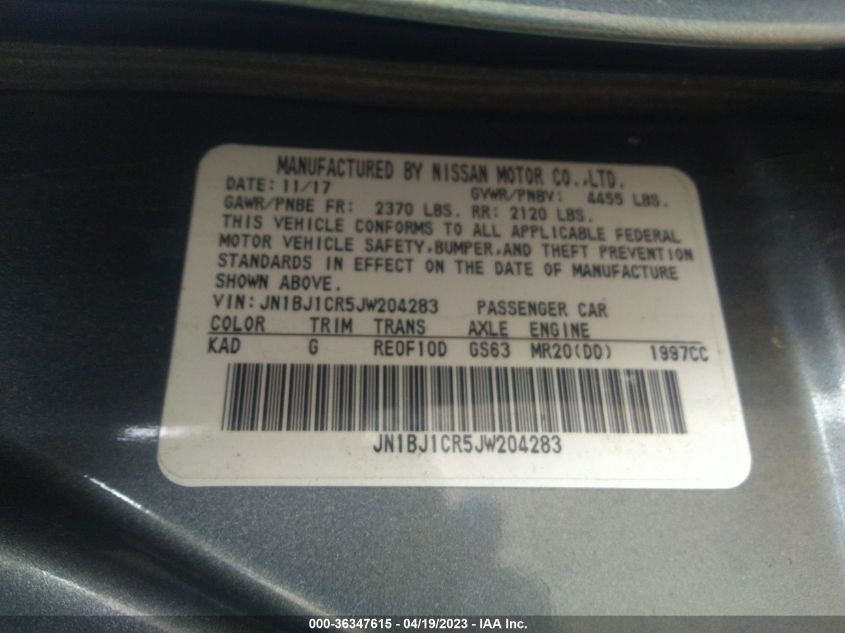 MANUFACTURED BY NISSAN MOTOR CO.,LTD.
DATE: 11/17 GVWR/PNBV: 4455 LBS.
GAWR/PNBE FR: 2370 LBS. RR: 2120 LBS.
THIS VEHICLE CONFORMS TO ALL APPLICABLE FEDERAL
MOTOR VEHICLE SAFETY,BUMPER,AND THEFT PREVENTION
STANDARDS IN EFFECT ON THE DATE OF MANUFACTURE
SHOWN ABOVE.
VIN: JN1BJ1CR5JW204283 PASSENGER CAR
COLOR TRIM TRANS AXLE ENGINE
KAD G RE0F10D GS63 MR20(DD) 1997CC
JN1BJ1CR5JW204283
000-36347615 - 04/19/2023 - IAA Inc.